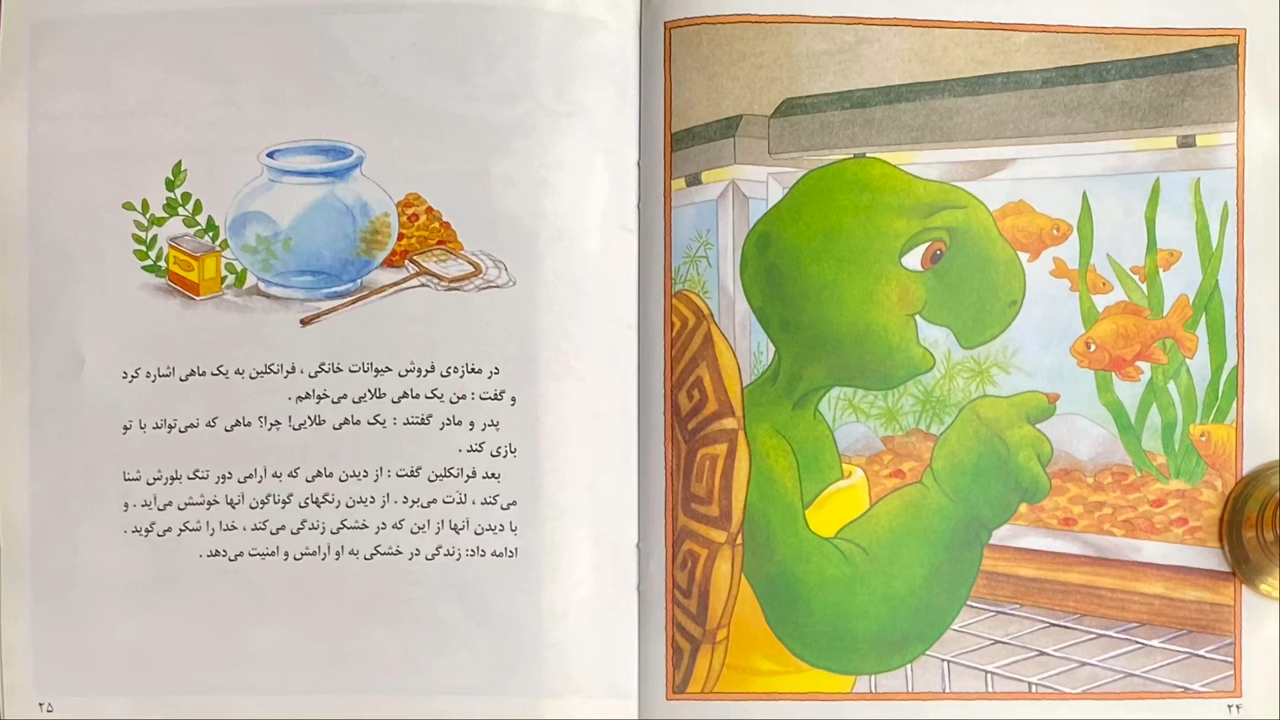 در مغازه‌ی فروش حیوانات خانگی ، فرانکلین به یک ماهی اشاره کرد
و گفت : من یک ماهی طلایی می‌خواهم .
پدر و مادر گفتند : یک ماهی طلایی! چرا؟ ماهی که نمی‌تواند با تو
بازی کند .
بعد فرانکلین گفت : از دیدن ماهی که به آرامی دور تنگ بلورش شنا
می‌کند ، لذّت می‌برد . از دیدن رنگهای گوناگون آنها خوشش می‌آید . و
با دیدن آنها از این که در خشکی زندگی می‌کند ، خدا را شکر می‌گوید .
ادامه داد: زندگی در خشکی به او آرامش و امنیت می‌دهد .
۲۴
۲۵